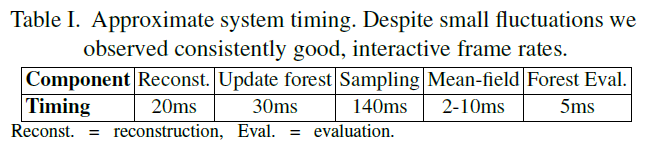 Table I. Approximate system timing. Despite small fluctuations we
observed consistently good, interactive frame rates.
Component Reconst. Update forest Sampling Mean-field Forest Eval.
Timing 20ms 30ms 140ms 2-10ms 5ms
Reconst. = reconstruction, Eval. = evaluation.